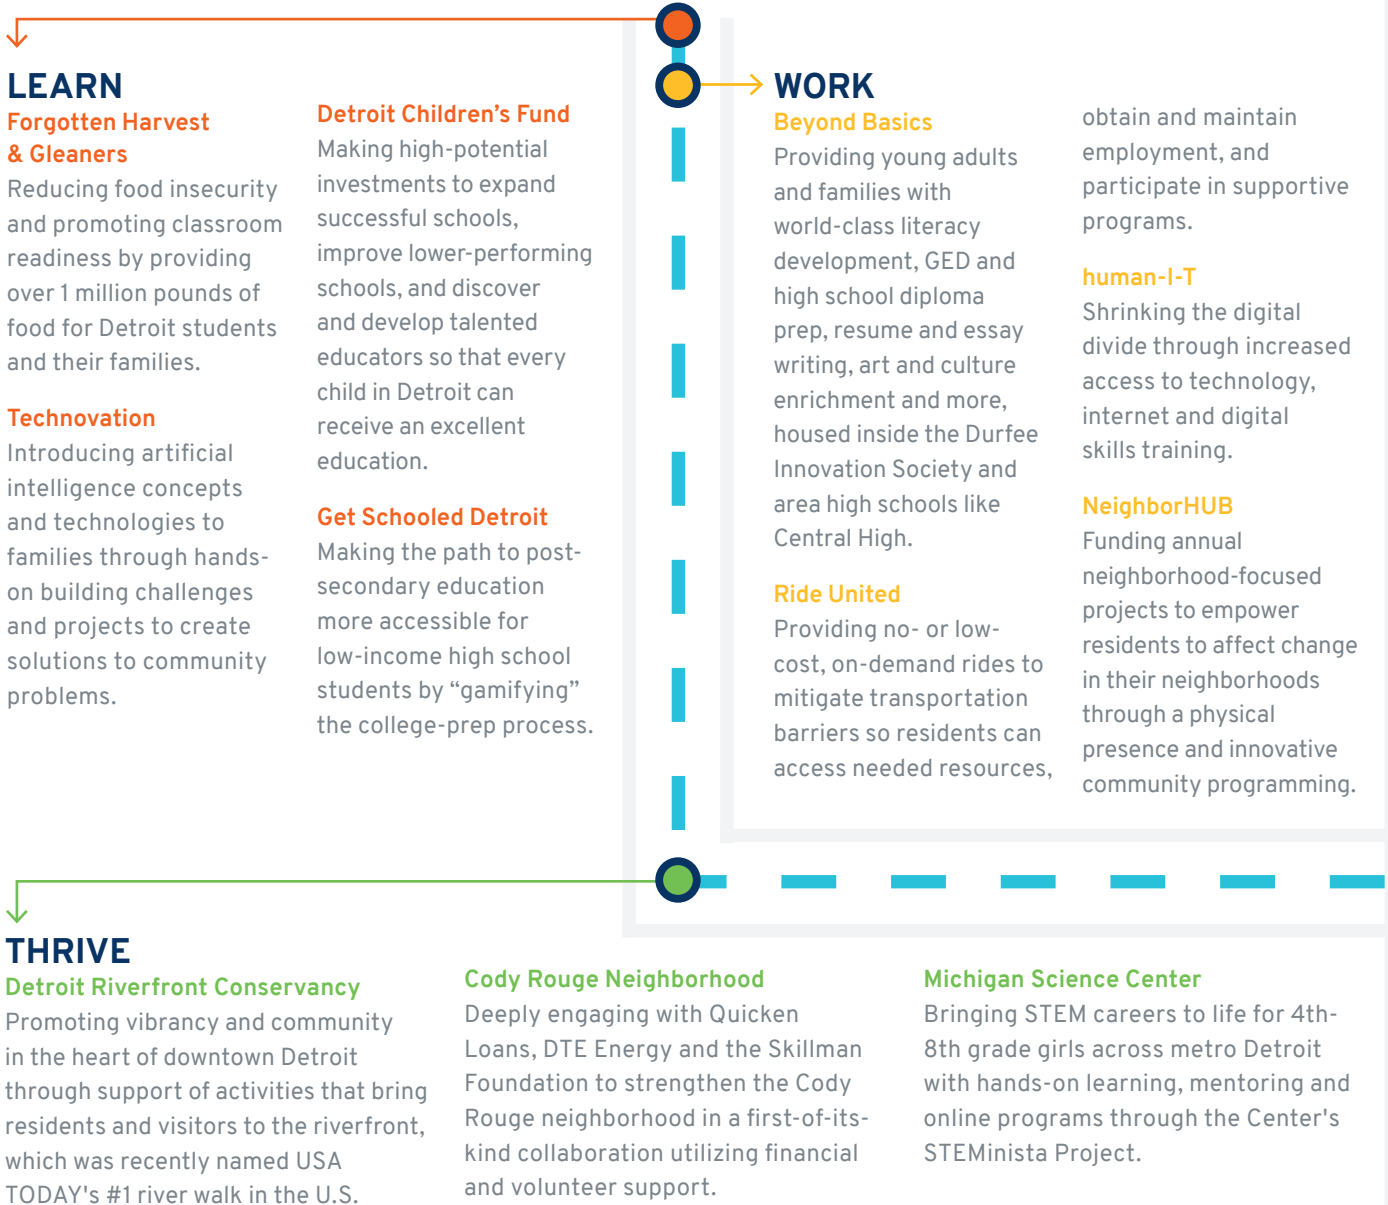 LEARN
Forgotten Harvest
& Gleaners
Reducing food insecurity
and promoting classroom
readiness by providing
over 1 million pounds of
food for Detroit students
and their families.
Technovation
Introducing artificial
intelligence concepts
and technologies to
families through hands-
on building challenges
and projects to create
solutions to community
problems.
Detroit Children’s Fund
Making high-potential
investments to expand
successful schools,
improve lower-performing
schools, and discover
and develop talented
educators so that every
child in Detroit can
receive an excellent
education.
Get Schooled Detroit
Making the path to post-
secondary education
more accessible for
low-income high school
students by “gamifying”
the college-prep process.
WORK
Beyond Basics
Providing young adults
and families with
world-class literacy
development, GED and
high school diploma
prep, resume and essay
writing, art and culture
enrichment and more,
housed inside the Durfee
Innovation Society and
area high schools like
Central High.
Ride United
Providing no- or low-
cost, on-demand rides to
mitigate transportation
barriers so residents can
access needed resources,
obtain and maintain
employment, and
participate in supportive
programs.
human-I-T
Shrinking the digital
divide through increased
access to technology,
internet and digital
skills training.
NeighborHUB
Funding annual
neighborhood-focused
projects to empower
residents to affect change
in their neighborhoods
through a physical
presence and innovative
community programming.
THRIVE
Detroit Riverfront Conservancy
Promoting vibrancy and community
in the heart of downtown Detroit
through support of activities that bring
residents and visitors to the riverfront,
which was recently named USA
TODAY's #1 river walk in the U.S.
Cody Rouge Neighborhood
Deeply engaging with Quicken
Loans, DTE Energy and the Skillman
Foundation to strengthen the Cody
Rouge neighborhood in a first-of-its-
kind collaboration utilizing financial
and volunteer support.
Michigan Science Center
Bringing STEM careers to life for 4th-
8th grade girls across metro Detroit
with hands-on learning, mentoring and
online programs through the Center's
STEMinista Project.